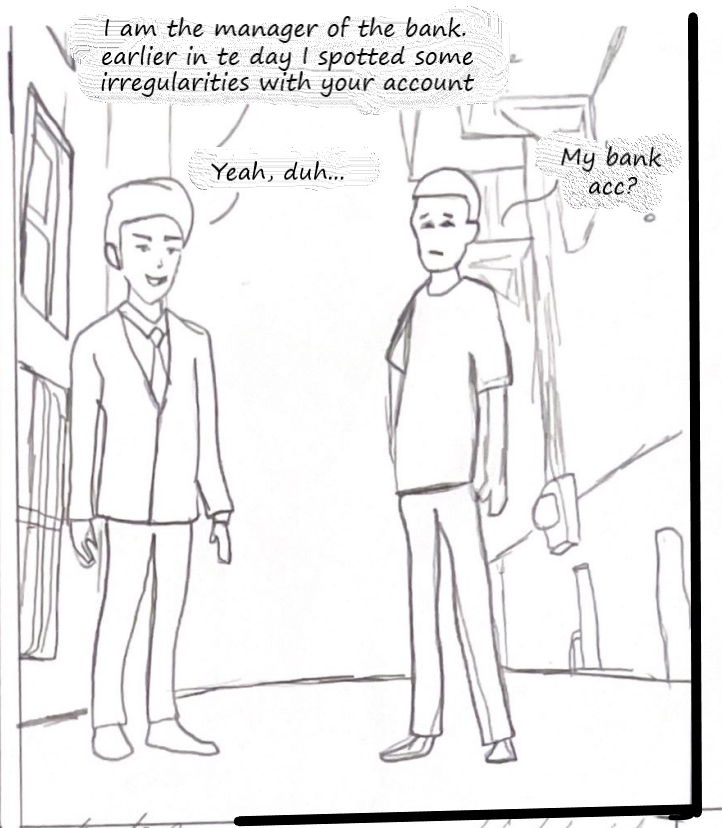 I am the manager of the bank.
earlier in te day I spotted some
irregularities with your account
My bank
acc?
Yeah, duh...